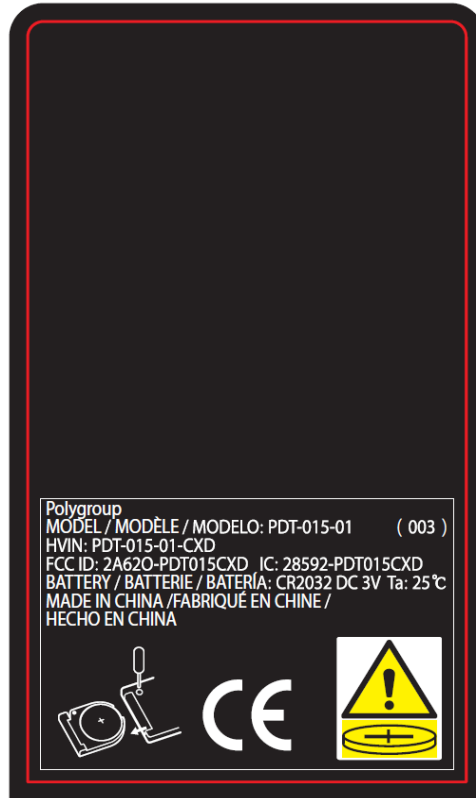 Polygroup
MODEL / MODÈLE / MODELO: PDT-015-01 ( 003 )
HVIN: PDT-015-01-CXD
FCC ID: 2A62O-PDT015CXD IC: 28592-PDT015CXD
BATTERY / BATTERIE / BATERÍA: CR2032 DC 3V Ta: 25℃
MADE IN CHINA /FABRIQUÉ EN CHINE /
HECHO EN CHINA
CE